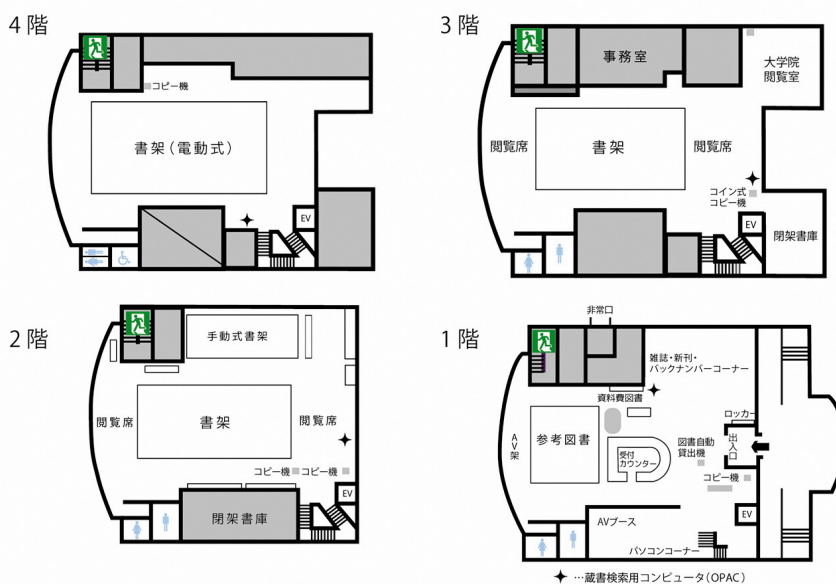 4階
コピー機
書架(電動式)
EV
3階
事務室
大学院
閲覧室
閲覧席
書架
閲覧席
コイン式
コピー機
EV
閉架書庫
2階
手動式書架
閲覧席
書架
閲覧席
コピー機
コピー機
EV
閉架書庫
1階
非常口
雑誌・新刊・
バックナンバーコーナー
資料費図書
ロッカー
AV架
参考図書
受付
カウンター
図書自動
貸出機
出入口
コピー機
EV
AVブース
パソコンコーナー
…蔵書検索用コンピュータ(OPAC)